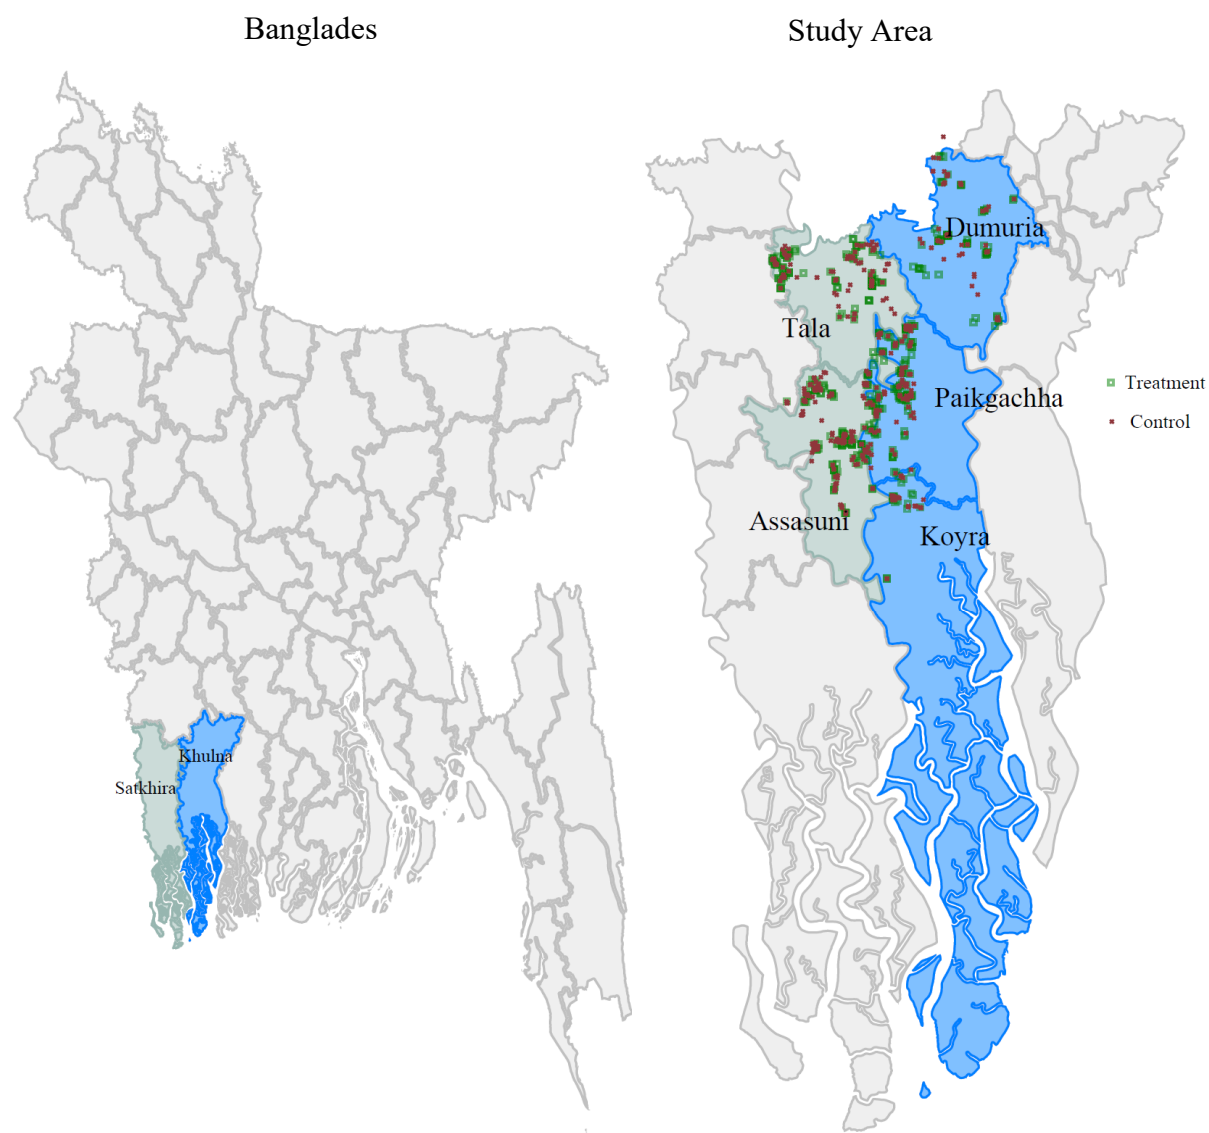 Banglades
Study Area
Khulna
Satkhira
Dumuria
Tala
Paikgachha
Assasuni
Koyra
Treatment
Control